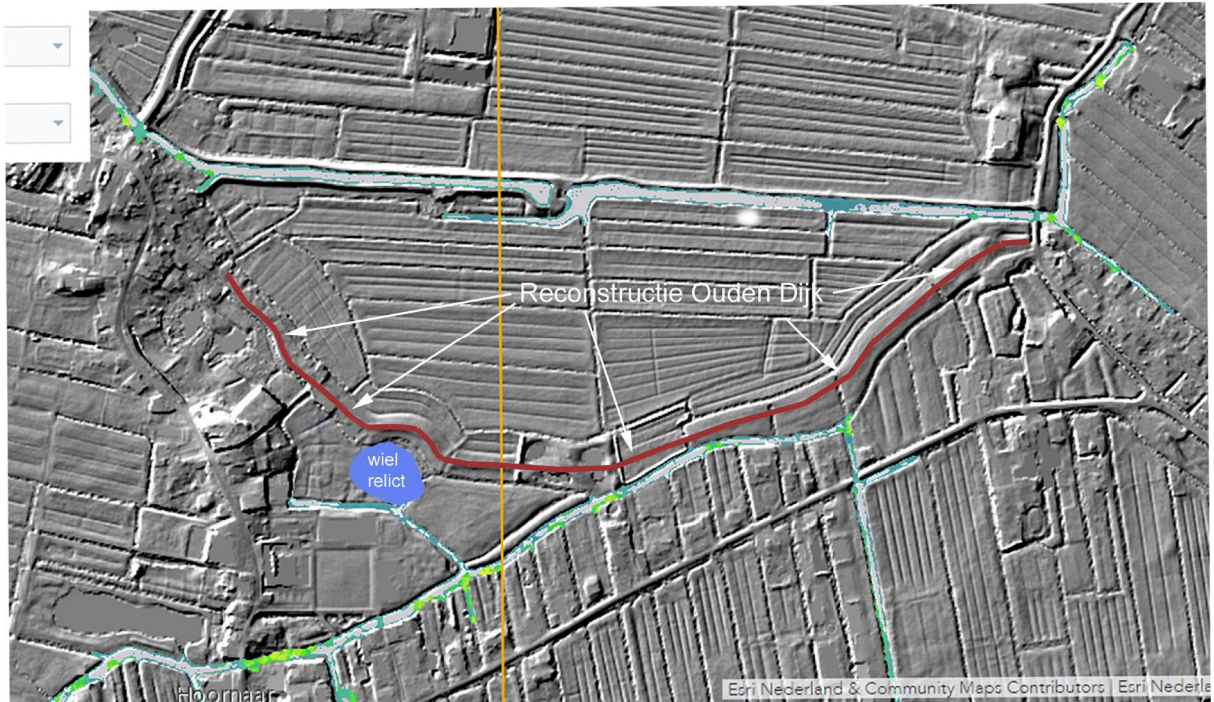 Reconstructie Ouden Dijk
wiel
relict
Hoornaar
Esri Nederland & Community Maps Contributors | Esri Nederla